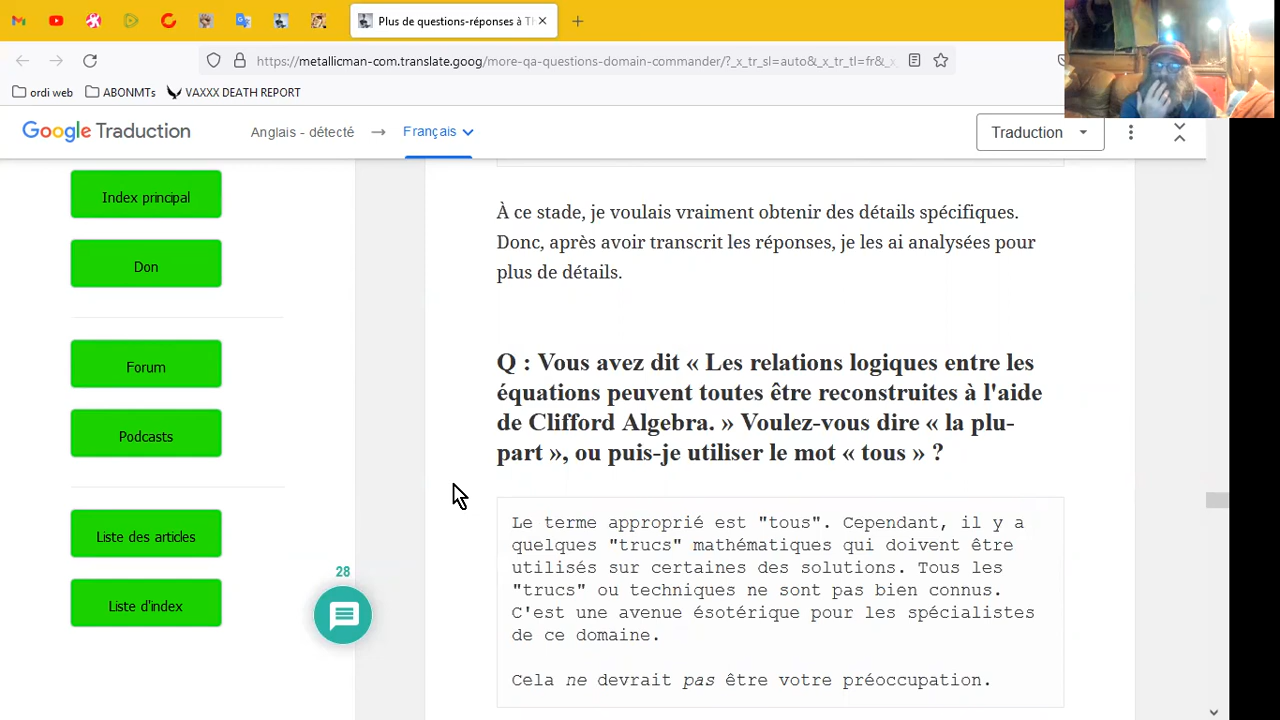 Plus de questions-réponses à Tl
https://metallicman-com.translate.goog/more-qa-questions-domain-commander/?_x_tr_sl=auto&_x_tr_tl=fr&_x_
ordi web
ABONMTs
VAXXX DEATH REPORT
Google Traduction
Anglais - détecté
Français
Traduction
Index principal
Don
Forum
Podcasts
Liste des articles
Liste d'index
28
À ce stade, je voulais vraiment obtenir des détails spécifiques.
Donc, après avoir transcrit les réponses, je les ai analysées pour
plus de détails.
Q : Vous avez dit « Les relations logiques entre les
équations peuvent toutes être reconstruites à l'aide
de Clifford Algebra. » Voulez-vous dire « la plu-
part », ou puis-je utiliser le mot « tous » ?
Le terme approprié est "tous". Cependant, il y a
quelques "trucs" mathématiques qui doivent être
utilisés sur certaines des solutions. Tous les
"trucs" ou techniques ne sont pas bien connus.
C'est une avenue ésotérique pour les spécialistes
de ce domaine.
Cela ne devrait pas être votre préoccupation.